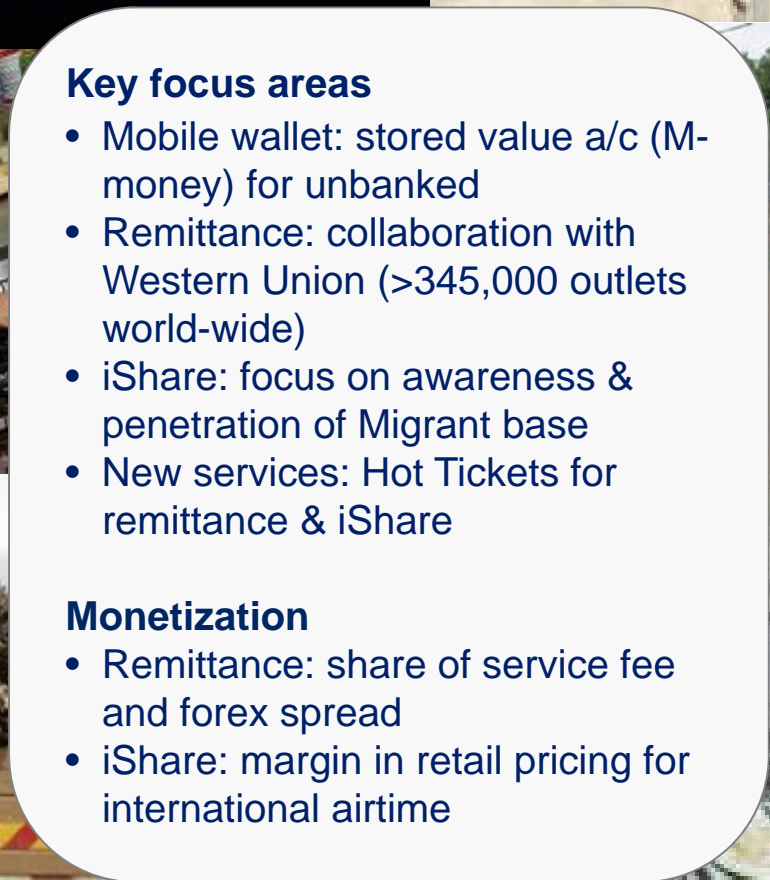 Key focus areas
• Mobile wallet: stored value a/c (M-
money) for unbanked
• Remittance: collaboration with
Western Union (>345,000 outlets
world-wide)
• iShare: focus on awareness &
penetration of Migrant base
• New services: Hot Tickets for
remittance & iShare
Monetization
• Remittance: share of service fee
and forex spread
• iShare: margin in retail pricing for
international airtime